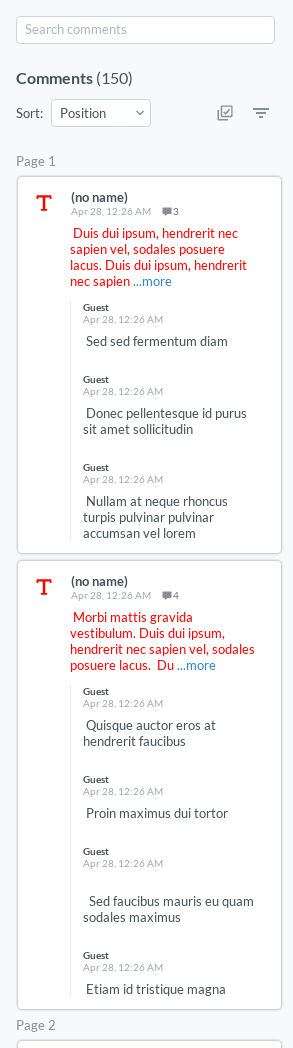 Search comments
Comments (150)
Sort: Position
Page 1
T (no name)
Apr 28, 12:26 AM 3
Duis dui ipsum, hendrerit nec
sapien vel, sodales posuere
lacus. Duis dui ipsum, hendrerit
nec sapien ...more
Guest
Apr 28, 12:26 AM
Sed sed fermentum diam
Guest
Apr 28, 12:26 AM
Donec pellentesque id purus
sit amet sollicitudin
Guest
Apr 28, 12:26 AM
Nullam at neque rhoncus
turpis pulvinar pulvinar
accumsan vel lorem
T (no name)
Apr 28, 12:26 AM 4
Morbi mattis gravida
vestibulum. Duis dui ipsum,
hendrerit nec sapien vel, sodales
posuere lacus. Du ...more
Guest
Apr 28, 12:26 AM
Quisque auctor eros at
hendrerit faucibus
Guest
Apr 28, 12:26 AM
Proin maximus dui tortor
Guest
Apr 28, 12:26 AM
Sed faucibus mauris eu quam
sodales maximus
Guest
Apr 28, 12:26 AM
Etiam id tristique magna
Page 2